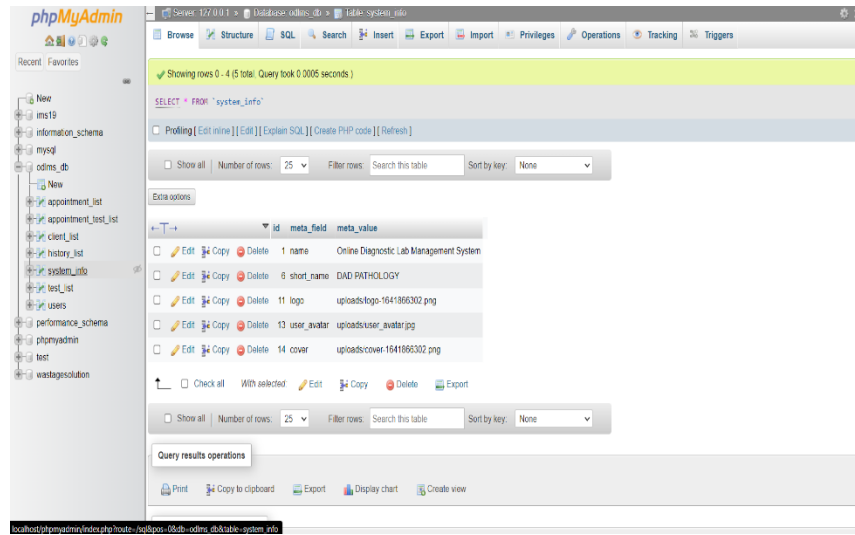 phpMyAdmin
Recent Favorites
New
ims19
information_schema
mysql
odlms_db
New
appointment_list
appointment_test_list
client_list
history_list
system_info
test_list
users
performance_schema
phpmyadmin
test
wastagesolution
Server: 127.0.0.1 » Database: odlms_db » Table: system_info
Browse Structure SQL Search Insert Export Import Privileges Operations Tracking Triggers
Showing rows 0 - 4 (5 total, Query took 0.0005 seconds.)
SELECT * FROM `system_info`
Profiling [ Edit inline ] [ Edit ] [ Explain SQL ] [ Create PHP code ] [ Refresh ]
Show all Number of rows: 25 Filter rows: Search this table Sort by key: None
Extra options
id meta_field meta_value
Edit Copy Delete 1 name Online Diagnostic Lab Management System
Edit Copy Delete 6 short_name DAD PATHOLOGY
Edit Copy Delete 11 logo uploads/logo-1641866302.png
Edit Copy Delete 13 user_avatar uploads/user_avatar.jpg
Edit Copy Delete 14 cover uploads/cover-1641866302.png
Check all With selected: Edit Copy Delete Export
Show all Number of rows: 25 Filter rows: Search this table Sort by key: None
Query results operations
Print Copy to clipboard Export Display chart Create view
localhost/phpmyadmin/index.php?route=/sql&pos=0&db=odlms_db&table=system_info